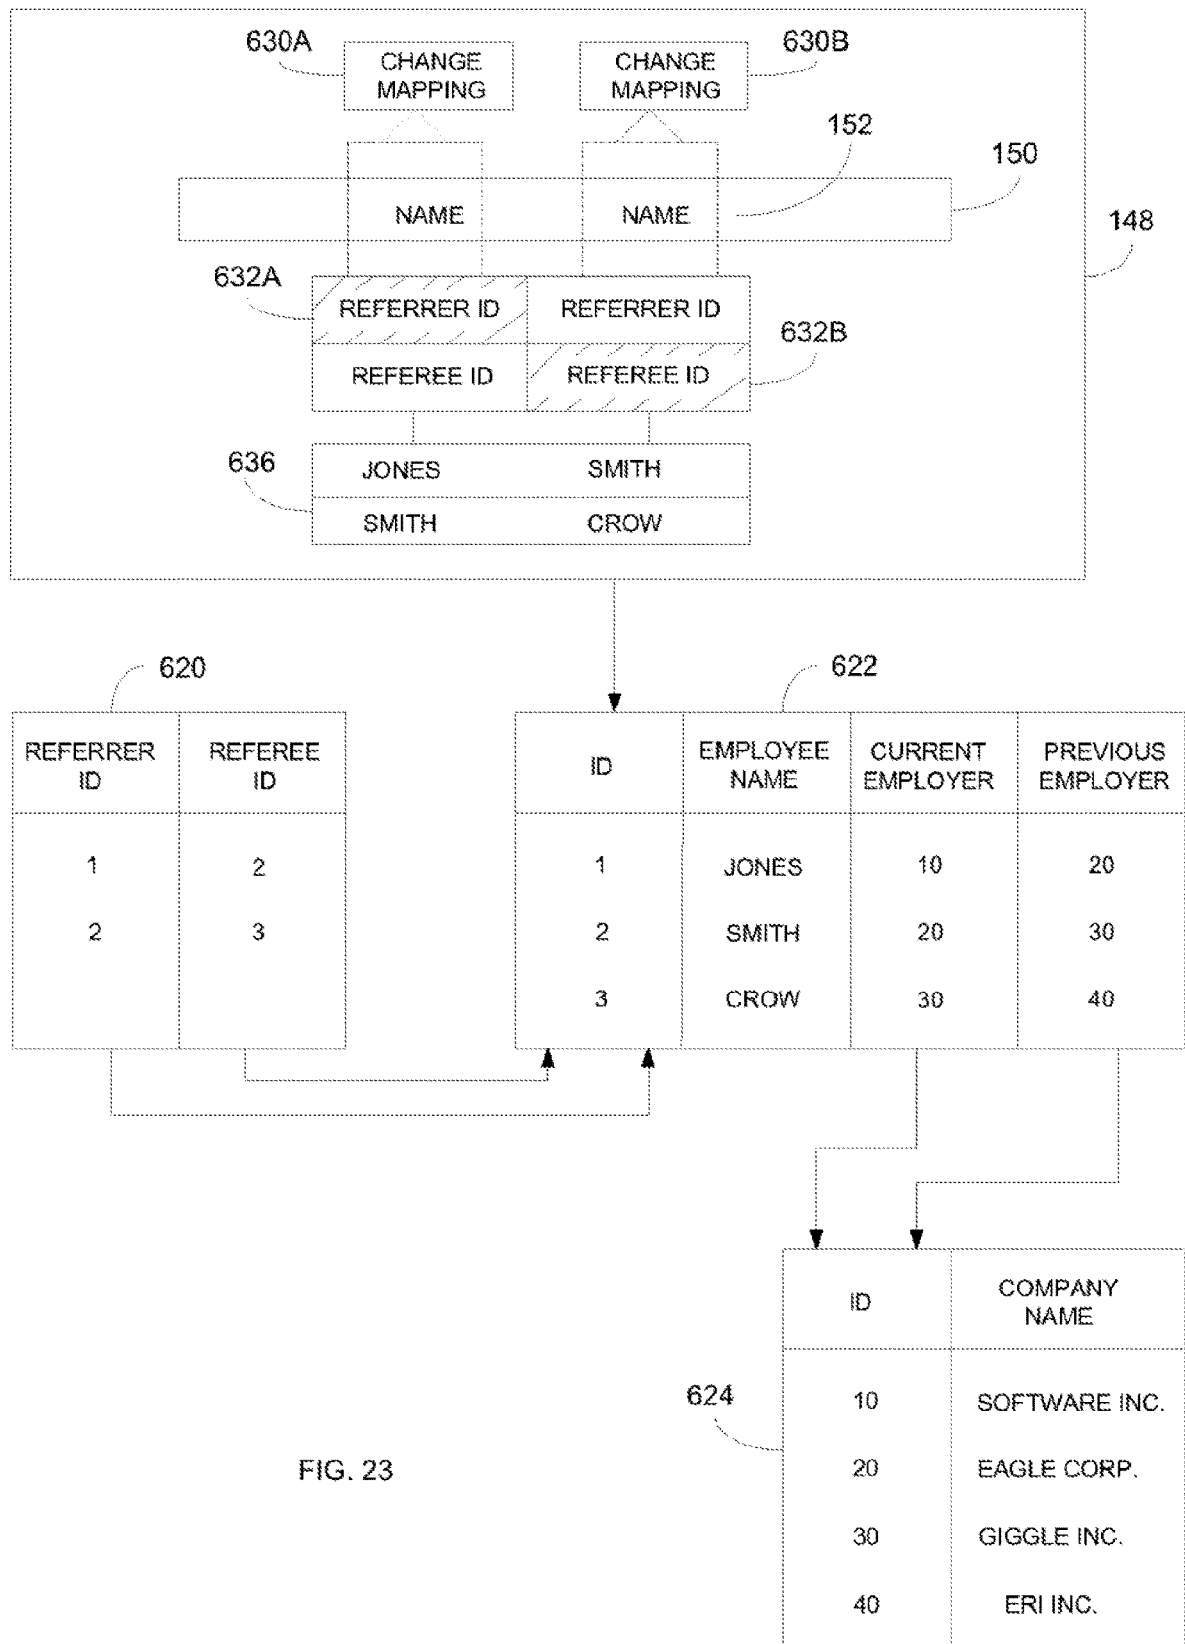 630A
CHANGE
MAPPING
CHANGE
MAPPING
630B
152
150
148
NAME
NAME
632A
REFERRER ID
REFERRER ID
632B
REFEREE ID
REFEREE ID
636
JONES
SMITH
SMITH
CROW
620
622
REFERRER
ID
REFEREE
ID
ID
EMPLOYEE
NAME
CURRENT
EMPLOYER
PREVIOUS
EMPLOYER
1
2
1
JONES
10
20
2
3
2
SMITH
20
30
3
CROW
30
40
ID
COMPANY
NAME
624
10
SOFTWARE INC.
20
EAGLE CORP.
30
GIGGLE INC.
40
ERI INC.
FIG. 23